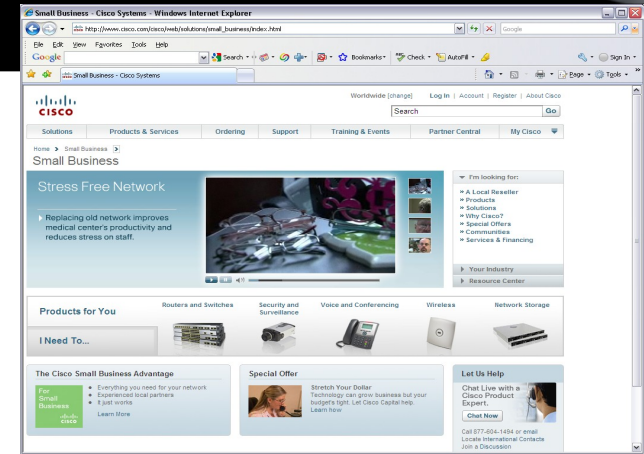 Small Business - Cisco Systems - Windows Internet Explorer
http://www.cisco.com/cisco/web/solutions/small_business/index.html
Google
File Edit View Favorites Tools Help
Google Search Bookmarks Check AutoFill Sign In
Small Business - Cisco Systems Page Tools
Worldwide [change] Log In | Account | Register | About Cisco
CISCO
Search Go
Solutions Products & Services Ordering Support Training & Events Partner Central My Cisco
Home > Small Business
Small Business
Stress Free Network
Replacing old network improves
medical center's productivity and
reduces stress on staff.
I'm looking for:
» A Local Reseller
» Products
» Solutions
» Why Cisco?
» Special Offers
» Communities
» Services & Financing
Your Industry
Resource Center
Products for You
I Need To...
Routers and Switches
Security and
Surveillance
Voice and Conferencing
Wireless
Network Storage
The Cisco Small Business Advantage
For
Small
Business
CISCO
Everything you need for your network
Experienced local partners
It just works
Learn More
Special Offer
Stretch Your Dollar
Technology can grow business but your
budget's tight. Let Cisco Capital help.
Learn how
Let Us Help
Chat Live with a
Cisco Product
Expert.
Chat Now
Call 877-604-1494 or email
Locate International Contacts
Join a Discussion